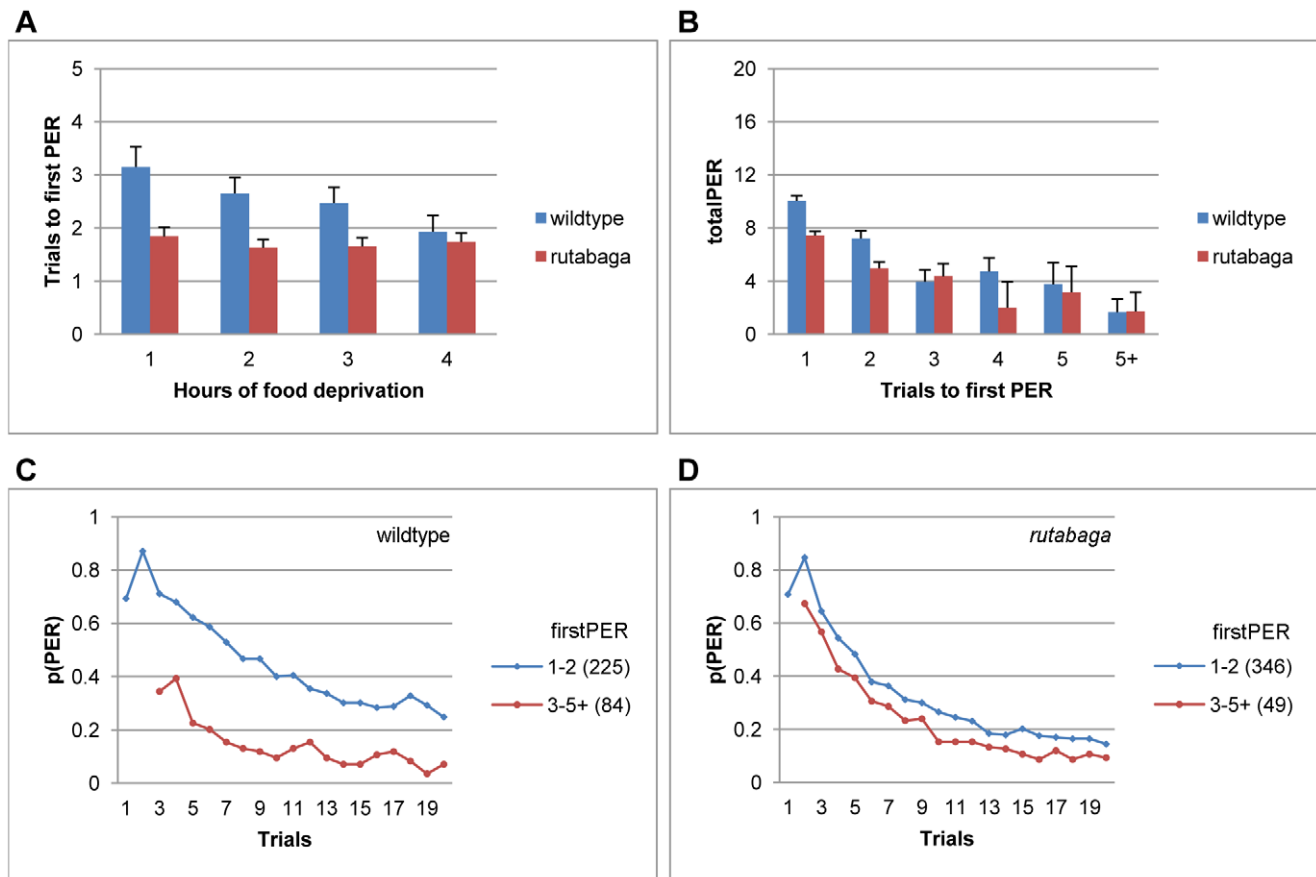 A
5
4
3
2
1
0
Trials to first PER
1 2 3 4
Hours of food deprivation
wildtype
rutabaga
B
20
16
12
8
4
0
totalPER
1 2 3 4 5 5+
Trials to first PER
wildtype
rutabaga
C
wildtype
1
0.8
0.6
0.4
0.2
0
p(PER)
1 3 5 7 9 11 13 15 17 19
Trials
firstPER
1-2 (225)
3-5+ (84)
D
rutabaga
1
0.8
0.6
0.4
0.2
0
p(PER)
1 3 5 7 9 11 13 15 17 19
Trials
firstPER
1-2 (346)
3-5+ (49)